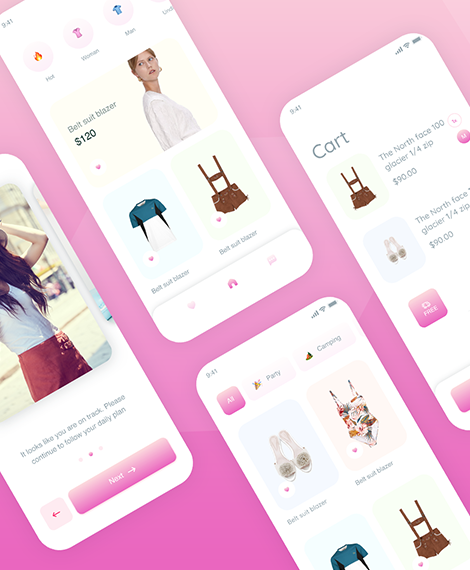 9:41
Hot
Woman
Man
Belt suit blazer
$120
Belt suit blazer
Belt suit blazer
It looks like you are on track. Please
continue to follow your daily plan
Next →
←
9:41
Cart
The North face 100
glacier 1/4 zip
$90.00
The North face
glacier 1/4 zip
$90.00
FREE
9:41
All
Party
Camping
Belt suit blazer
Belt suit blazer